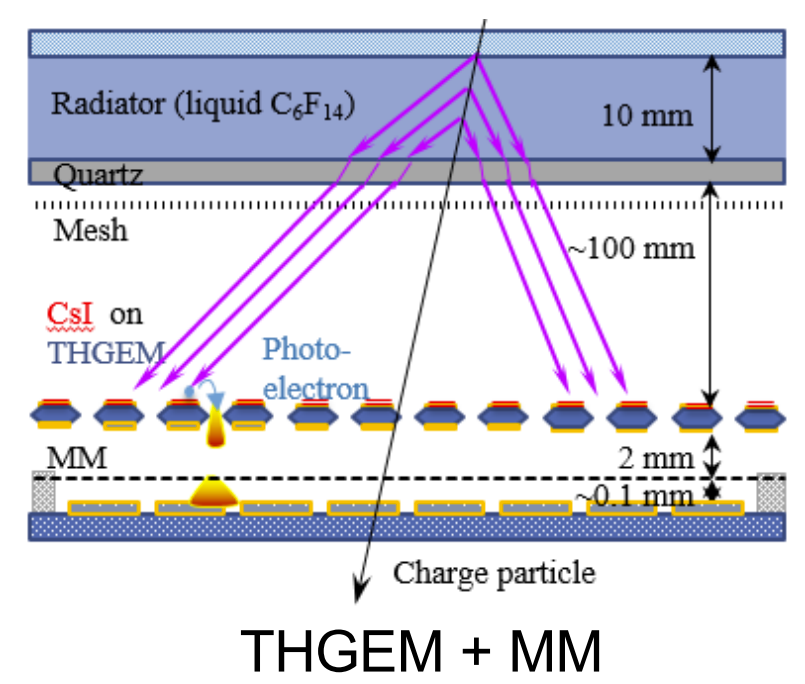 Radiator (liquid C₆F₁₄)
10 mm
Quartz
Mesh
~100 mm
CsI on
THGEM
Photo-
electron
MM
2 mm
~0.1 mm
Charge particle
THGEM + MM